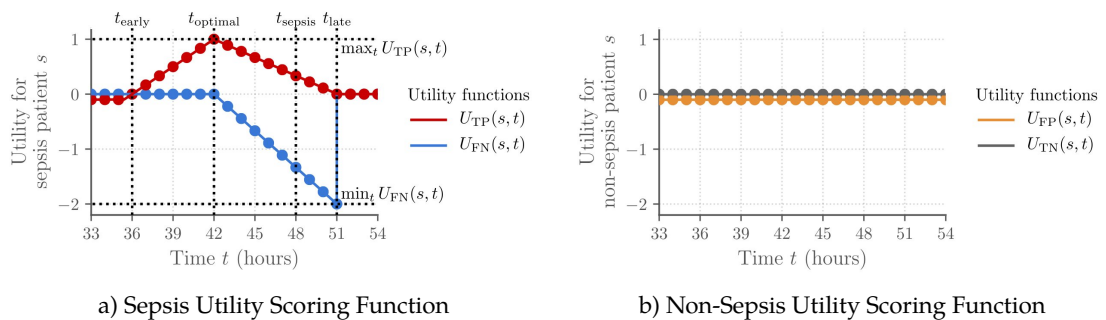 t_early t_optimal t_sepsis t_late
1
0
−1
−2
Utility for
sepsis patient s
max_t U_TP(s, t)
min_t U_FN(s, t)
33 36 39 42 45 48 51 54
Time t (hours)
Utility functions
U_TP(s, t)
U_FN(s, t)
a) Sepsis Utility Scoring Function
1
0
−1
−2
Utility for
non-sepsis patient s
33 36 39 42 45 48 51 54
Time t (hours)
Utility functions
U_FP(s, t)
U_TN(s, t)
b) Non-Sepsis Utility Scoring Function